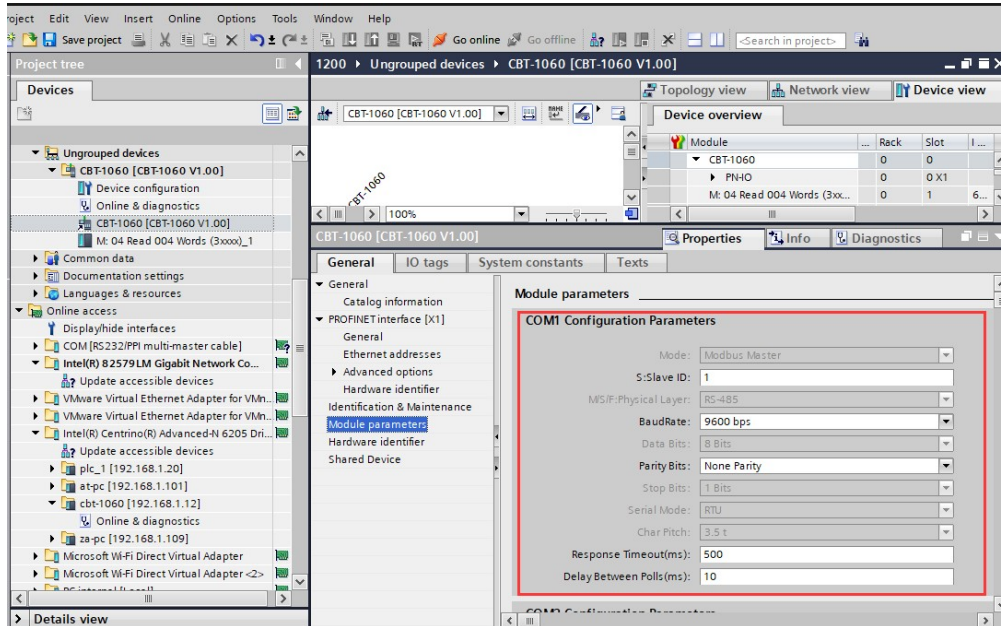 oject Edit View Insert Online Options Tools Window Help
Save project Go online Go offline <Search in project>
Project tree
Devices
Ungrouped devices
CBT-1060 [CBT-1060 V1.00]
Device configuration
Online & diagnostics
CBT-1060 [CBT-1060 V1.00]
M: 04 Read 004 Words (3xxxx)_1
Common data
Documentation settings
Languages & resources
Online access
Display/hide interfaces
COM [RS232/PPI multi-master cable]
Intel(R) 82579LM Gigabit Network Co...
Update accessible devices
VMware Virtual Ethernet Adapter for VMn...
VMware Virtual Ethernet Adapter for VMn...
Intel(R) Centrino(R) Advanced-N 6205 Dri...
Update accessible devices
plc_1 [192.168.1.20]
at-pc [192.168.1.101]
cbt-1060 [192.168.1.12]
Online & diagnostics
za-pc [192.168.1.109]
Microsoft Wi-Fi Direct Virtual Adapter
Microsoft Wi-Fi Direct Virtual Adapter <2>
PC internal [Local]
Details view
1200 Ungrouped devices CBT-1060 [CBT-1060 V1.00]
Topology view Network view Device view
CBT-1060 [CBT-1060 V1.00]
CBT-1060
100%
Device overview
Module ... Rack Slot I ...
CBT-1060 0 0
PN-IO 0 0 X1
M: 04 Read 004 Words (3xx... 0 1 6...
CBT-1060 [CBT-1060 V1.00]
Properties Info Diagnostics
General IO tags System constants Texts
General
Catalog information
PROFINET interface [X1]
General
Ethernet addresses
Advanced options
Hardware identifier
Identification & Maintenance
Module parameters
Hardware identifier
Shared Device
Module parameters
COM1 Configuration Parameters
Mode: Modbus Master
S:Slave ID: 1
M/S/F:Physical Layer: RS-485
BaudRate: 9600 bps
Data Bits: 8 Bits
Parity Bits: None Parity
Stop Bits: 1 Bits
Serial Mode: RTU
Char Pitch: 3.5 t
Response Timeout(ms): 500
Delay Between Polls(ms): 10
COM2 Configuration Parameters